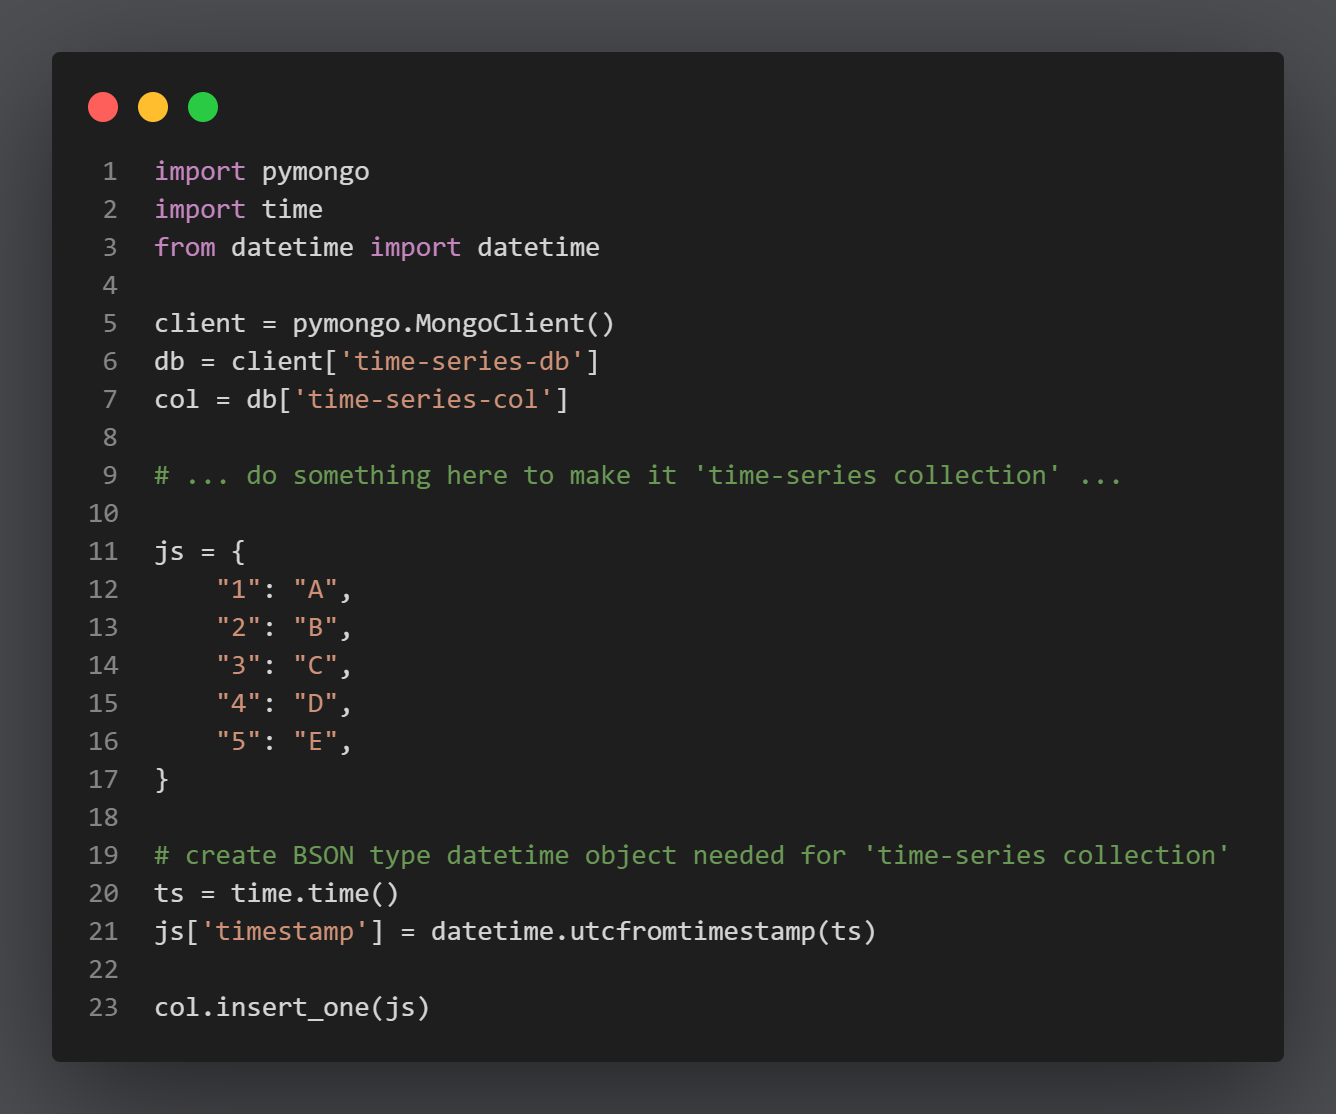 1 import pymongo
2 import time
3 from datetime import datetime
4
5 client = pymongo.MongoClient()
6 db = client['time-series-db']
7 col = db['time-series-col']
8
9 # ... do something here to make it 'time-series collection' ...
10
11 js = {
12     "1": "A",
13     "2": "B",
14     "3": "C",
15     "4": "D",
16     "5": "E",
17 }
18
19 # create BSON type datetime object needed for 'time-series collection'
20 ts = time.time()
21 js['timestamp'] = datetime.utcfromtimestamp(ts)
22
23 col.insert_one(js)